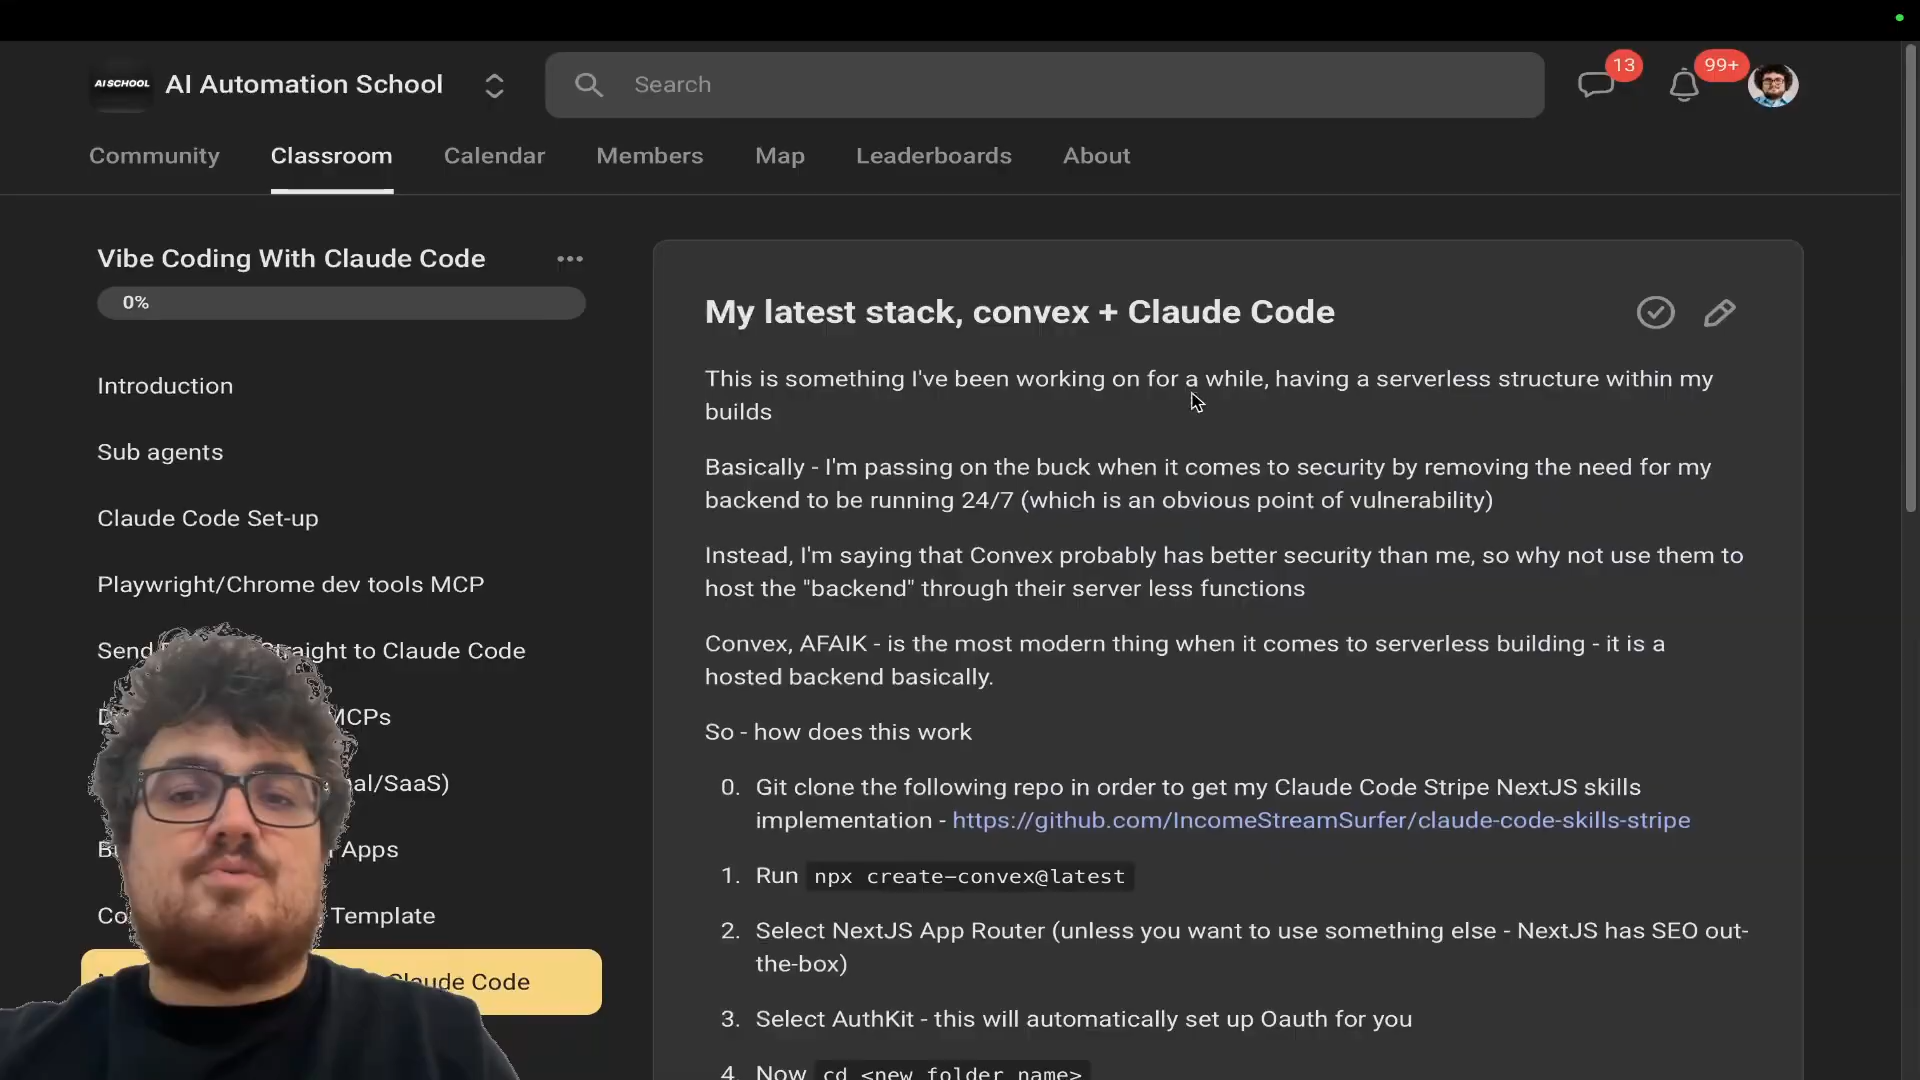 AI SCHOOL
AI Automation School
Search
13
99+
Community
Classroom
Calendar
Members
Map
Leaderboards
About
Vibe Coding With Claude Code
0%
Introduction
Sub agents
Claude Code Set-up
Playwright/Chrome dev tools MCP
Send
to Claude Code
MCPs
al/SaaS)
Apps
Co
Template
Claude Code
My latest stack, convex + Claude Code
This is something I've been working on for a while, having a serverless structure within my
builds
Basically - I'm passing on the buck when it comes to security by removing the need for my
backend to be running 24/7 (which is an obvious point of vulnerability)
Instead, I'm saying that Convex probably has better security than me, so why not use them to
host the "backend" through their server less functions
Convex, AFAIK - is the most modern thing when it comes to serverless building - it is a
hosted backend basically.
So - how does this work
0. Git clone the following repo in order to get my Claude Code Stripe NextJS skills
implementation - https://github.com/IncomeStreamSurfer/claude-code-skills-stripe
1. Run npx create-convex@latest
2. Select NextJS App Router (unless you want to use something else - NextJS has SEO out-
the-box)
3. Select AuthKit - this will automatically set up Oauth for you
4. Now cd <new folder name>